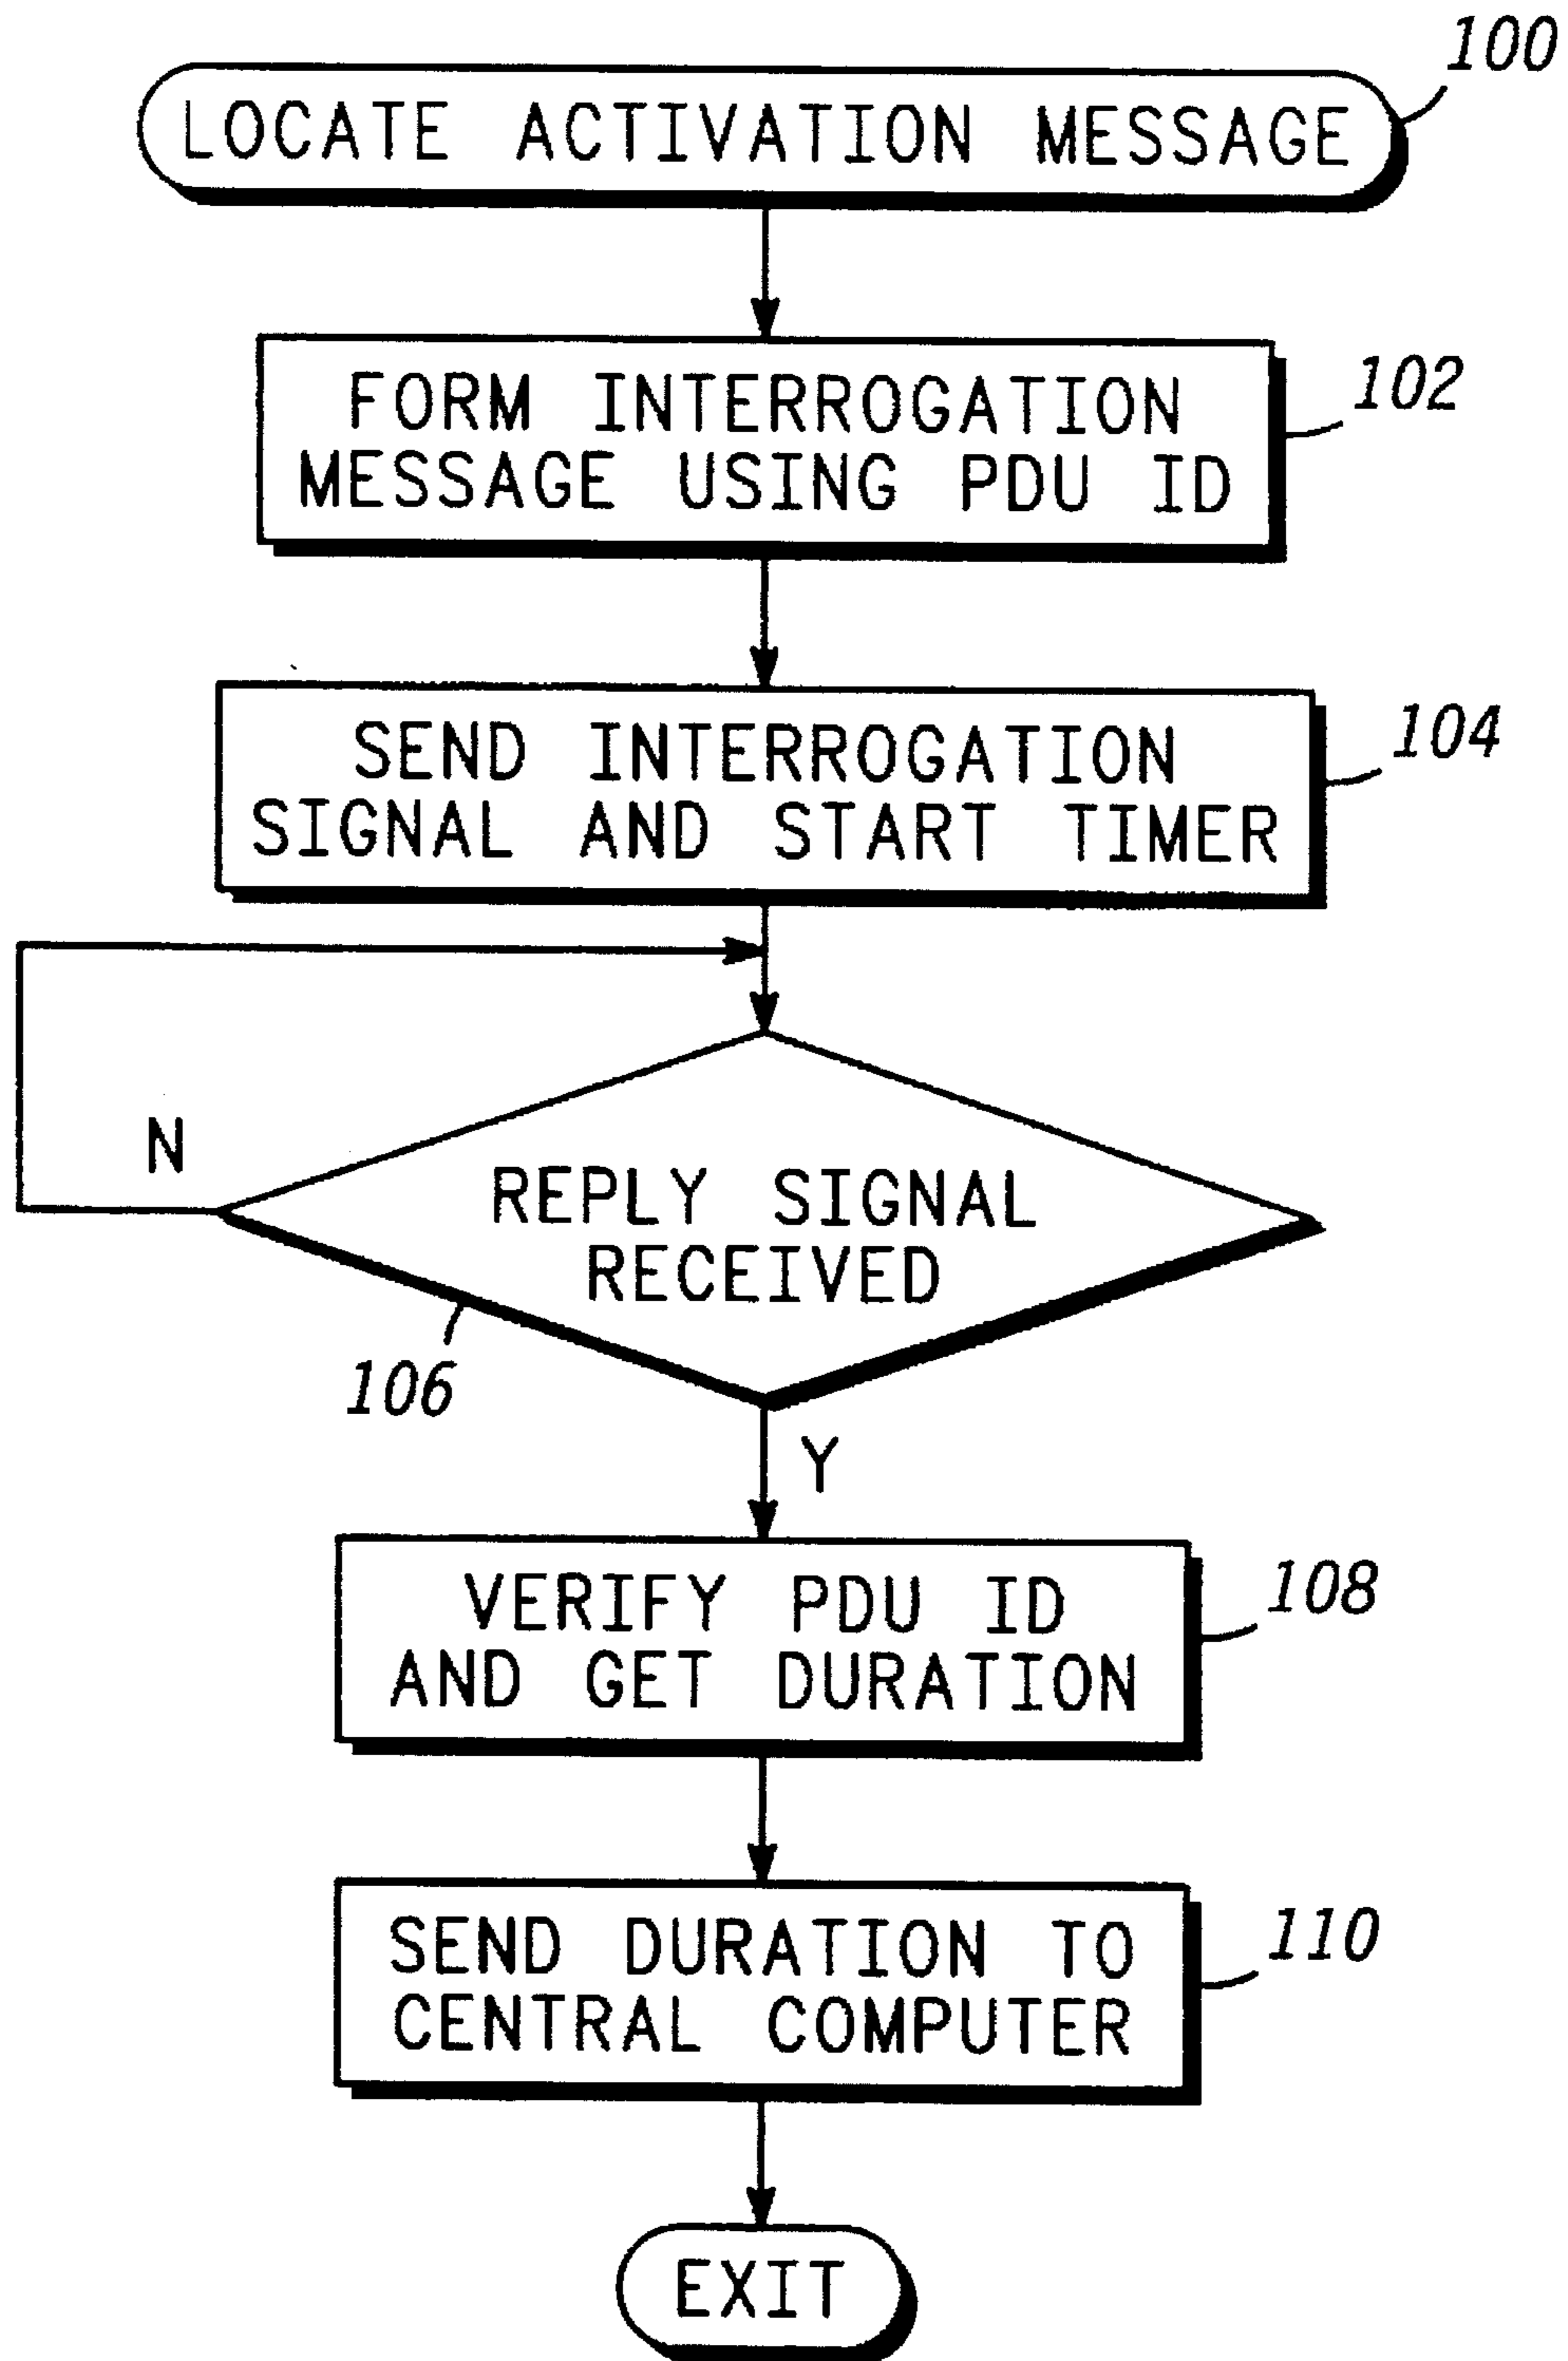 100
LOCATE ACTIVATION MESSAGE
FORM INTERROGATION
MESSAGE USING PDU ID
102
SEND INTERROGATION
SIGNAL AND START TIMER
104
N
REPLY SIGNAL
RECEIVED
106
Y
VERIFY PDU ID
AND GET DURATION
108
SEND DURATION TO
CENTRAL COMPUTER
110
EXIT